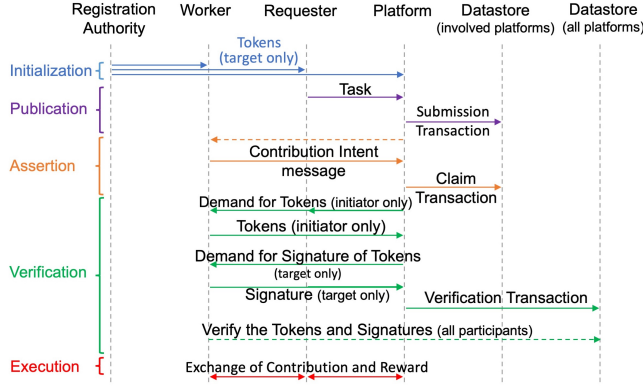 Registration Authority
Worker
Requester
Platform
Datastore (involved platforms)
Datastore (all platforms)
Initialization
Tokens
(target only)
Publication
Task
Submission
Transaction
Assertion
Contribution Intent
message
Claim
Transaction
Verification
Demand for Tokens (initiator only)
Tokens (initiator only)
Demand for Signature of Tokens
(target only)
Signature (target only)
Verification Transaction
Verify the Tokens and Signatures (all participants)
Execution
Exchange of Contribution and Reward